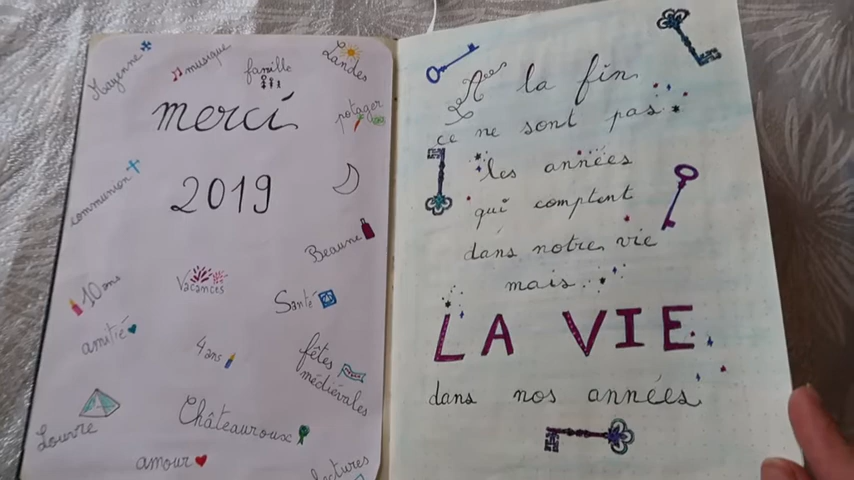 Mayenne
musique
famille
Landes
merci
potager
2019
communion
Beaune
10 ans
Vacances
Santé
amitié
4 ans
fêtes
médiévales
Louvre
Châteauroux
amour
lectures
A la fin
ce ne sont pas
les années
qui comptent
dans notre vie
mais
LA VIE
dans nos années